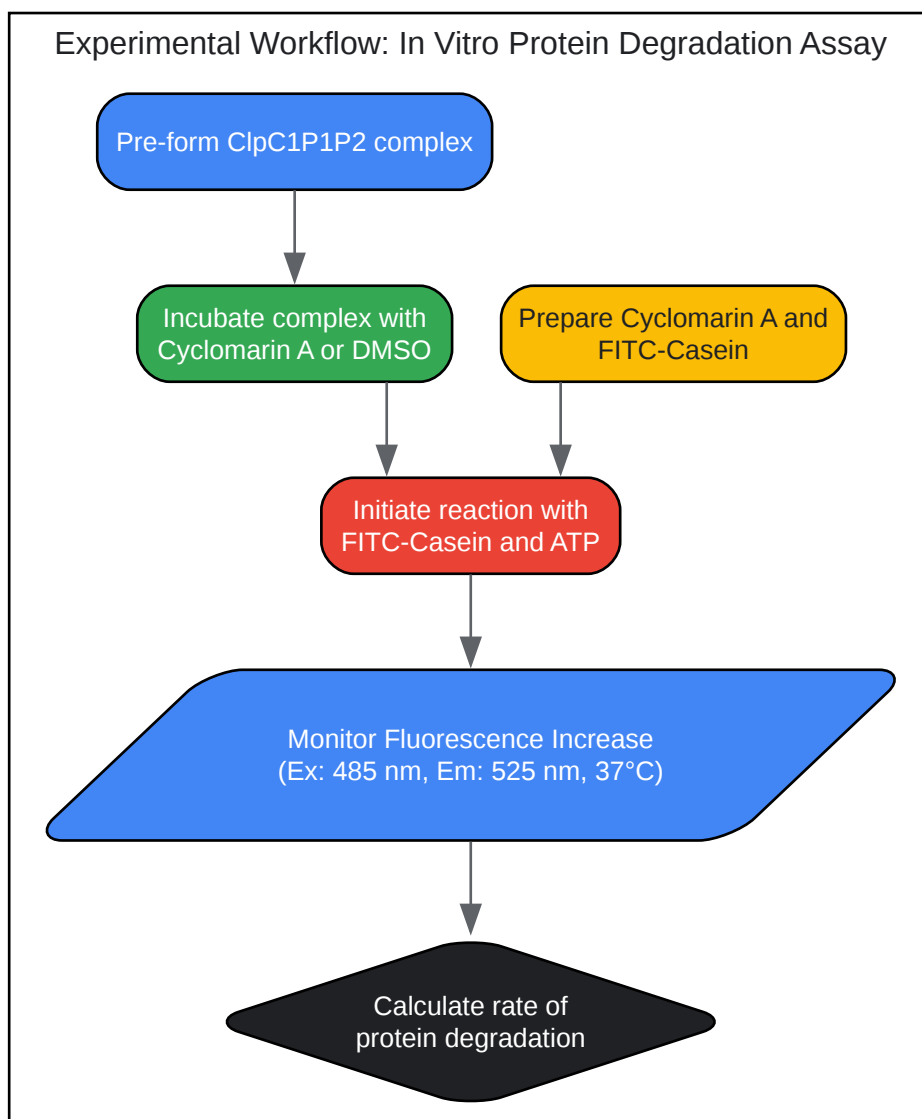 Experimental Workflow: In Vitro Protein Degradation Assay
Pre-form ClpC1P1P2 complex
Incubate complex with
Cyclomarin A or DMSO
Prepare Cyclomarin A and
FITC-Casein
Initiate reaction with
FITC-Casein and ATP
Monitor Fluorescence Increase
(Ex: 485 nm, Em: 525 nm, 37°C)
Calculate rate of
protein degradation